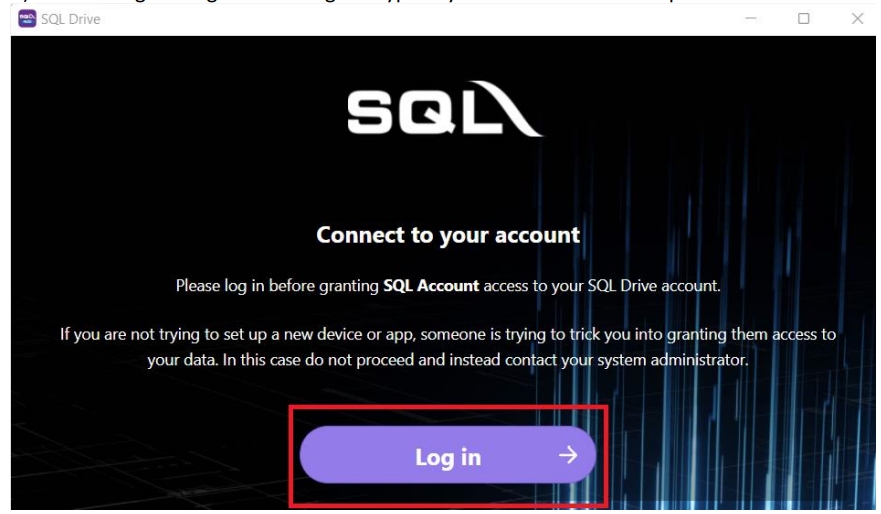 SQL Drive
SQL
Connect to your account
Please log in before granting SQL Account access to your SQL Drive account.
If you are not trying to set up a new device or app, someone is trying to trick you into granting them access to
your data. In this case do not proceed and instead contact your system administrator.
Log in →